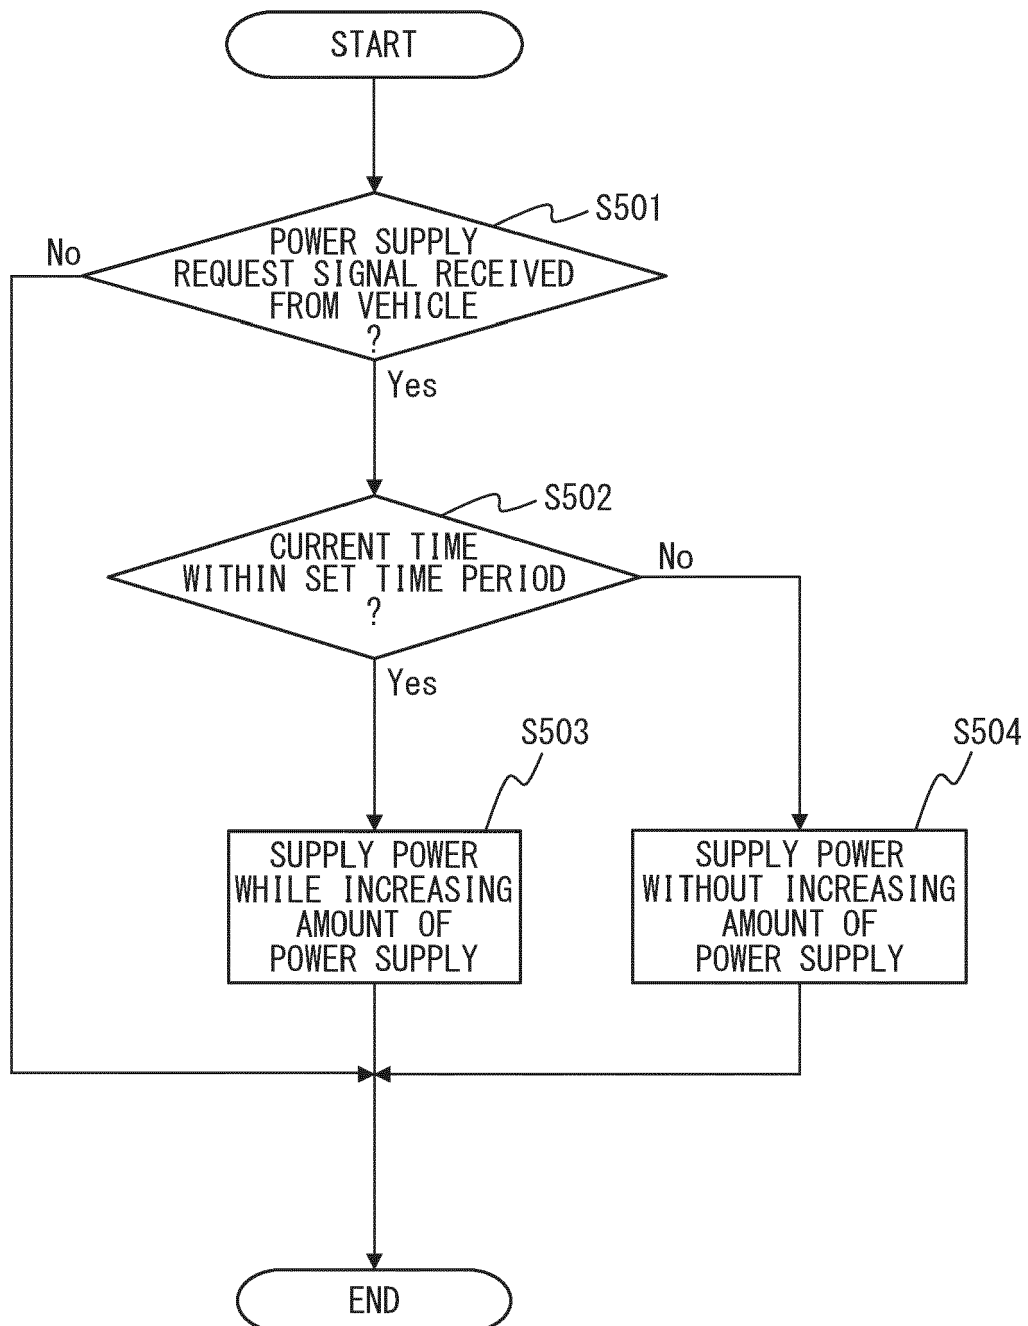 START
S501
No
POWER SUPPLY
REQUEST SIGNAL RECEIVED
FROM VEHICLE
?
Yes
S502
CURRENT TIME
WITHIN SET TIME PERIOD
?
No
Yes
S503
SUPPLY POWER
WHILE INCREASING
AMOUNT OF
POWER SUPPLY
S504
SUPPLY POWER
WITHOUT INCREASING
AMOUNT OF
POWER SUPPLY
END